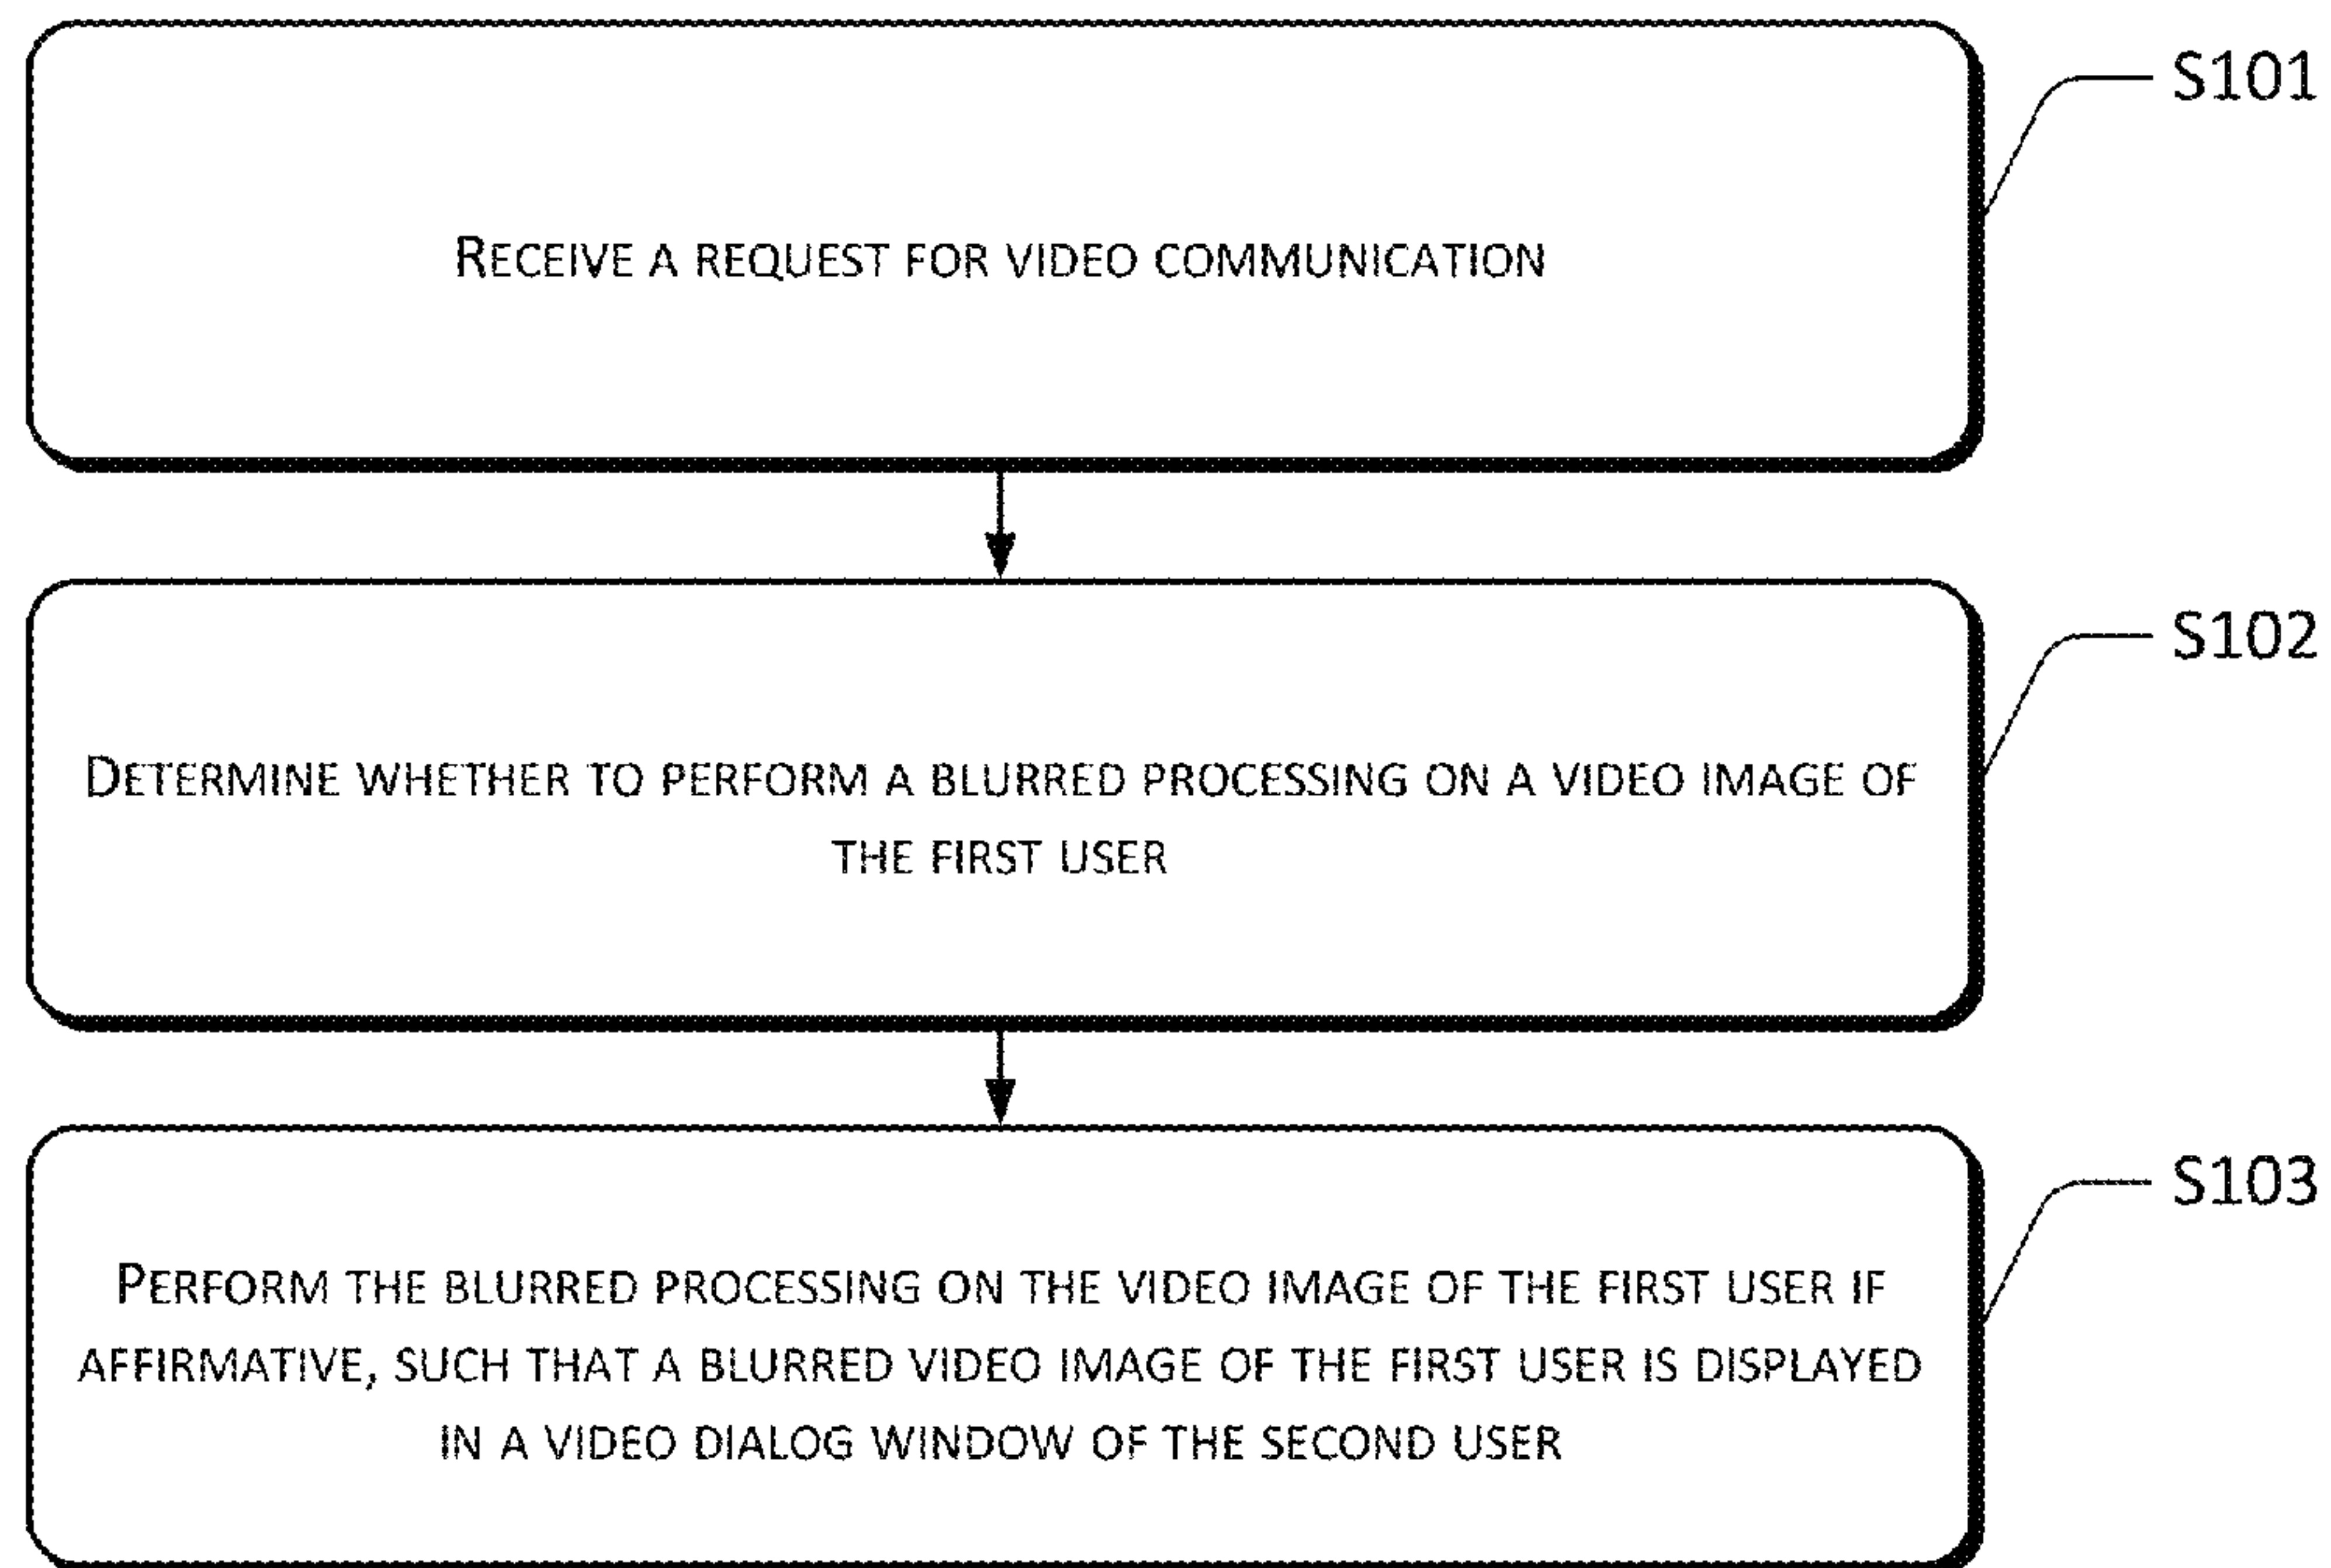 S101
RECEIVE A REQUEST FOR VIDEO COMMUNICATION
S102
DETERMINE WHETHER TO PERFORM A BLURRED PROCESSING ON A VIDEO IMAGE OF
THE FIRST USER
S103
PERFORM THE BLURRED PROCESSING ON THE VIDEO IMAGE OF THE FIRST USER IF
AFFIRMATIVE, SUCH THAT A BLURRED VIDEO IMAGE OF THE FIRST USER IS DISPLAYED
IN A VIDEO DIALOG WINDOW OF THE SECOND USER